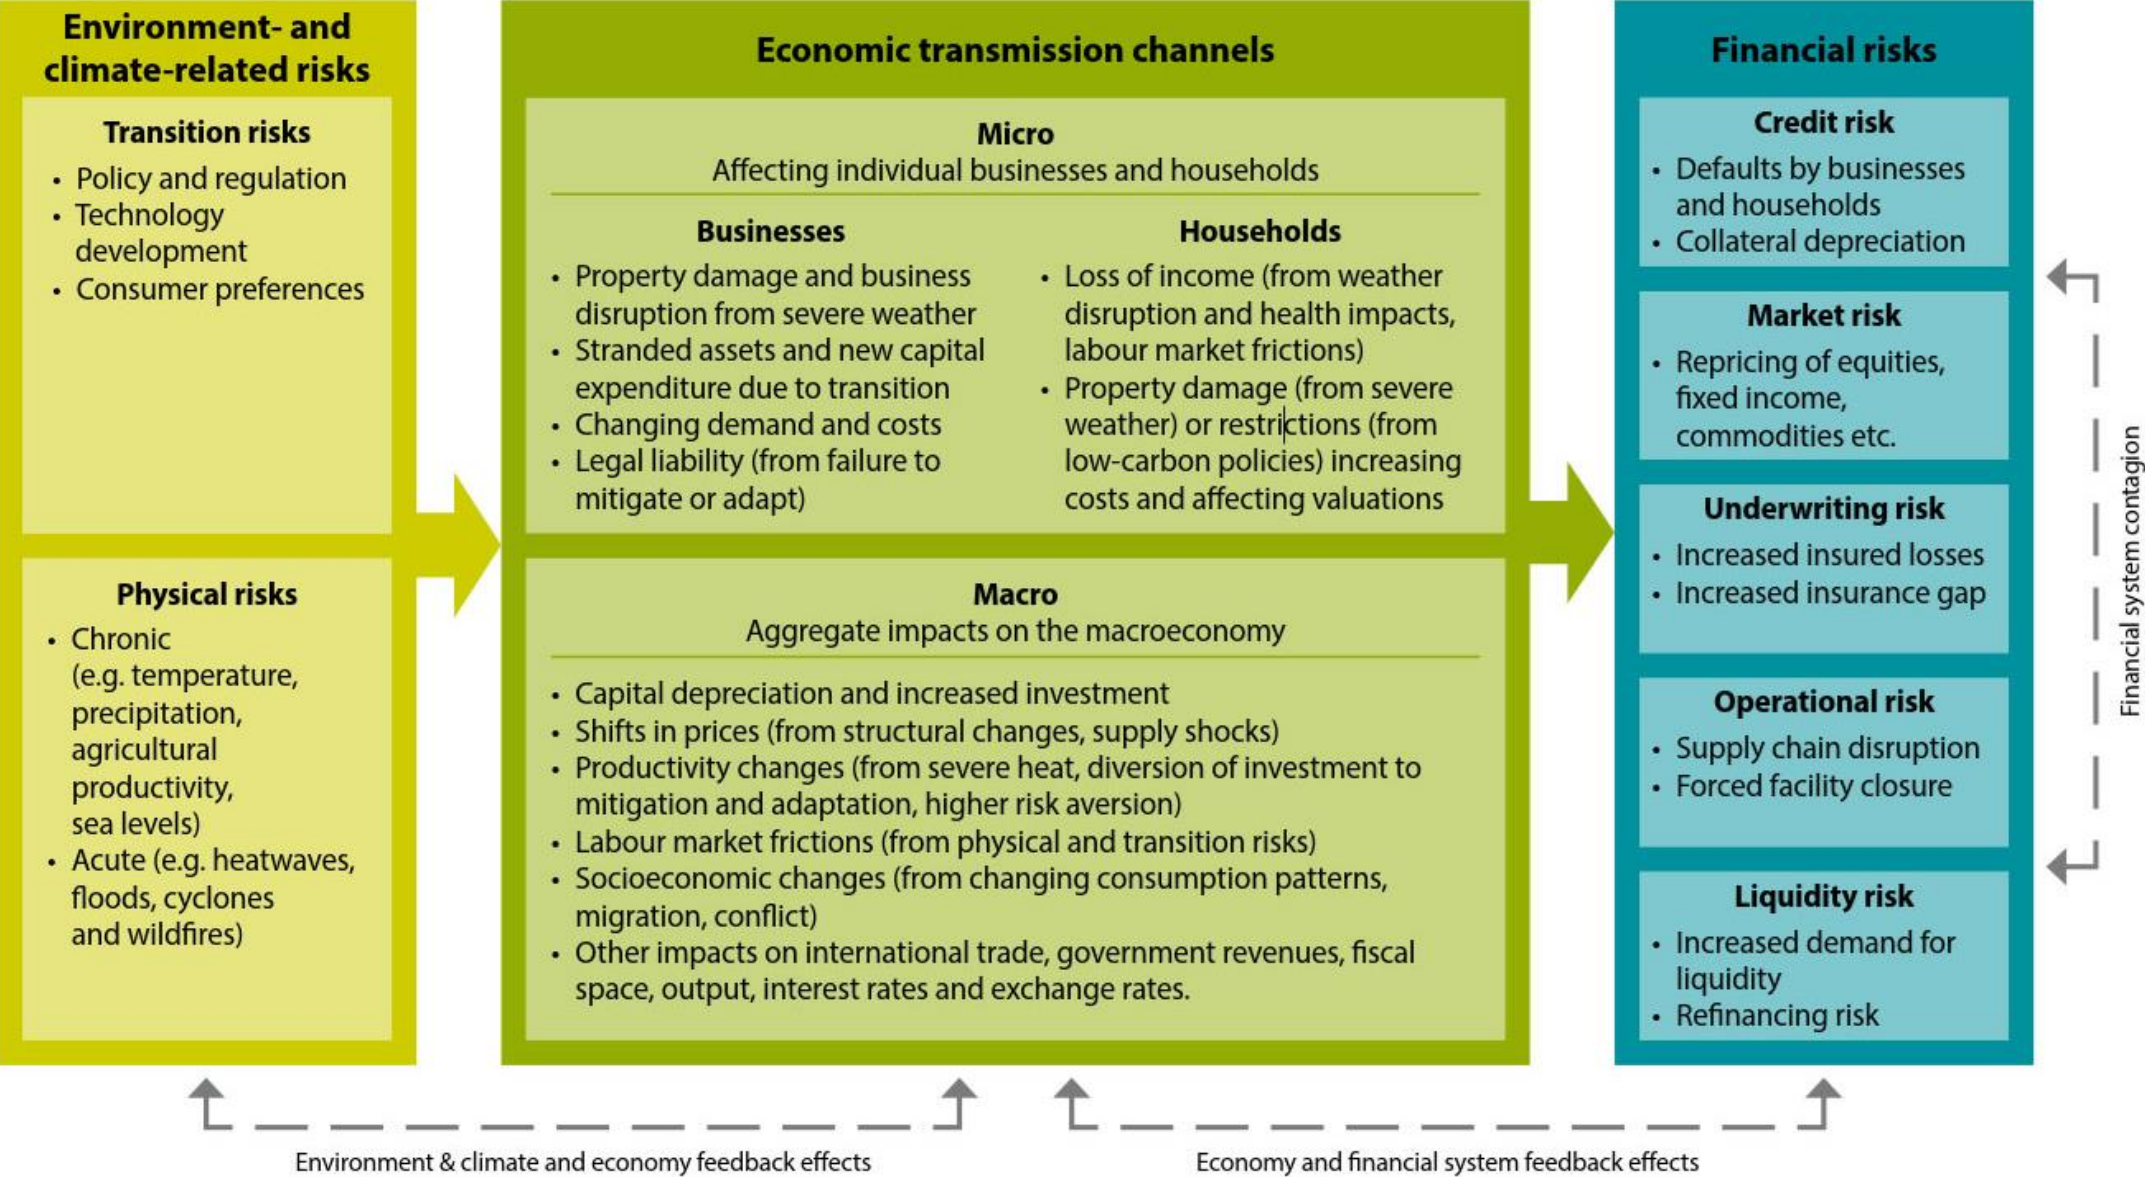 Environment- and
climate-related risks
Transition risks
• Policy and regulation
• Technology
development
• Consumer preferences
Physical risks
• Chronic
(e.g. temperature,
precipitation,
agricultural
productivity,
sea levels)
• Acute (e.g. heatwaves,
floods, cyclones
and wildfires)
Economic transmission channels
Micro
Affecting individual businesses and households
Businesses
• Property damage and business
disruption from severe weather
• Stranded assets and new capital
expenditure due to transition
• Changing demand and costs
• Legal liability (from failure to
mitigate or adapt)
Households
• Loss of income (from weather
disruption and health impacts,
labour market frictions)
• Property damage (from severe
weather) or restrictions (from
low-carbon policies) increasing
costs and affecting valuations
Macro
Aggregate impacts on the macroeconomy
• Capital depreciation and increased investment
• Shifts in prices (from structural changes, supply shocks)
• Productivity changes (from severe heat, diversion of investment to
mitigation and adaptation, higher risk aversion)
• Labour market frictions (from physical and transition risks)
• Socioeconomic changes (from changing consumption patterns,
migration, conflict)
• Other impacts on international trade, government revenues, fiscal
space, output, interest rates and exchange rates.
Financial risks
Credit risk
• Defaults by businesses
and households
• Collateral depreciation
Market risk
• Repricing of equities,
fixed income,
commodities etc.
Underwriting risk
• Increased insured losses
• Increased insurance gap
Operational risk
• Supply chain disruption
• Forced facility closure
Liquidity risk
• Increased demand for
liquidity
• Refinancing risk
Financial system contagion
Environment & climate and economy feedback effects
Economy and financial system feedback effects